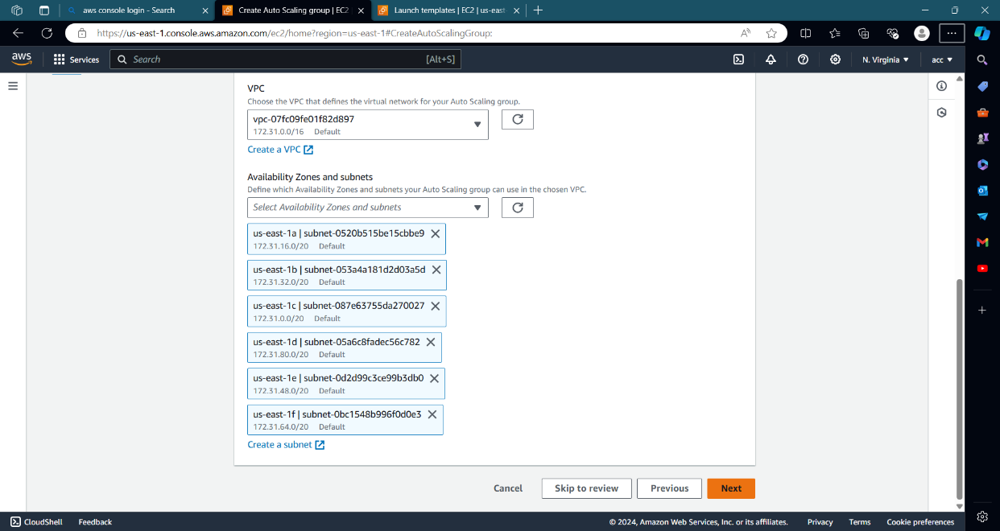 aws console login - Search
Create Auto Scaling group | EC2
Launch templates | EC2 | us-east
https://us-east-1.console.aws.amazon.com/ec2/home?region=us-east-1#CreateAutoScalingGroup:
aws
Services
Search
[Alt+S]
N. Virginia
acc
VPC
Choose the VPC that defines the virtual network for your Auto Scaling group.
vpc-07fc09fe01f82d897
172.31.0.0/16 Default
Create a VPC
Availability Zones and subnets
Define which Availability Zones and subnets your Auto Scaling group can use in the chosen VPC.
Select Availability Zones and subnets
us-east-1a | subnet-0520b515be15cbbe9
172.31.16.0/20 Default
us-east-1b | subnet-053a4a181d2d03a5d
172.31.32.0/20 Default
us-east-1c | subnet-087e63755da270027
172.31.0.0/20 Default
us-east-1d | subnet-05a6c8fadec56c782
172.31.80.0/20 Default
us-east-1e | subnet-0d2d99c3ce99b3db0
172.31.48.0/20 Default
us-east-1f | subnet-0bc1548b996f0d0e3
172.31.64.0/20 Default
Create a subnet
Cancel
Skip to review
Previous
Next
CloudShell
Feedback
© 2024, Amazon Web Services, Inc. or its affiliates.
Privacy
Terms
Cookie preferences